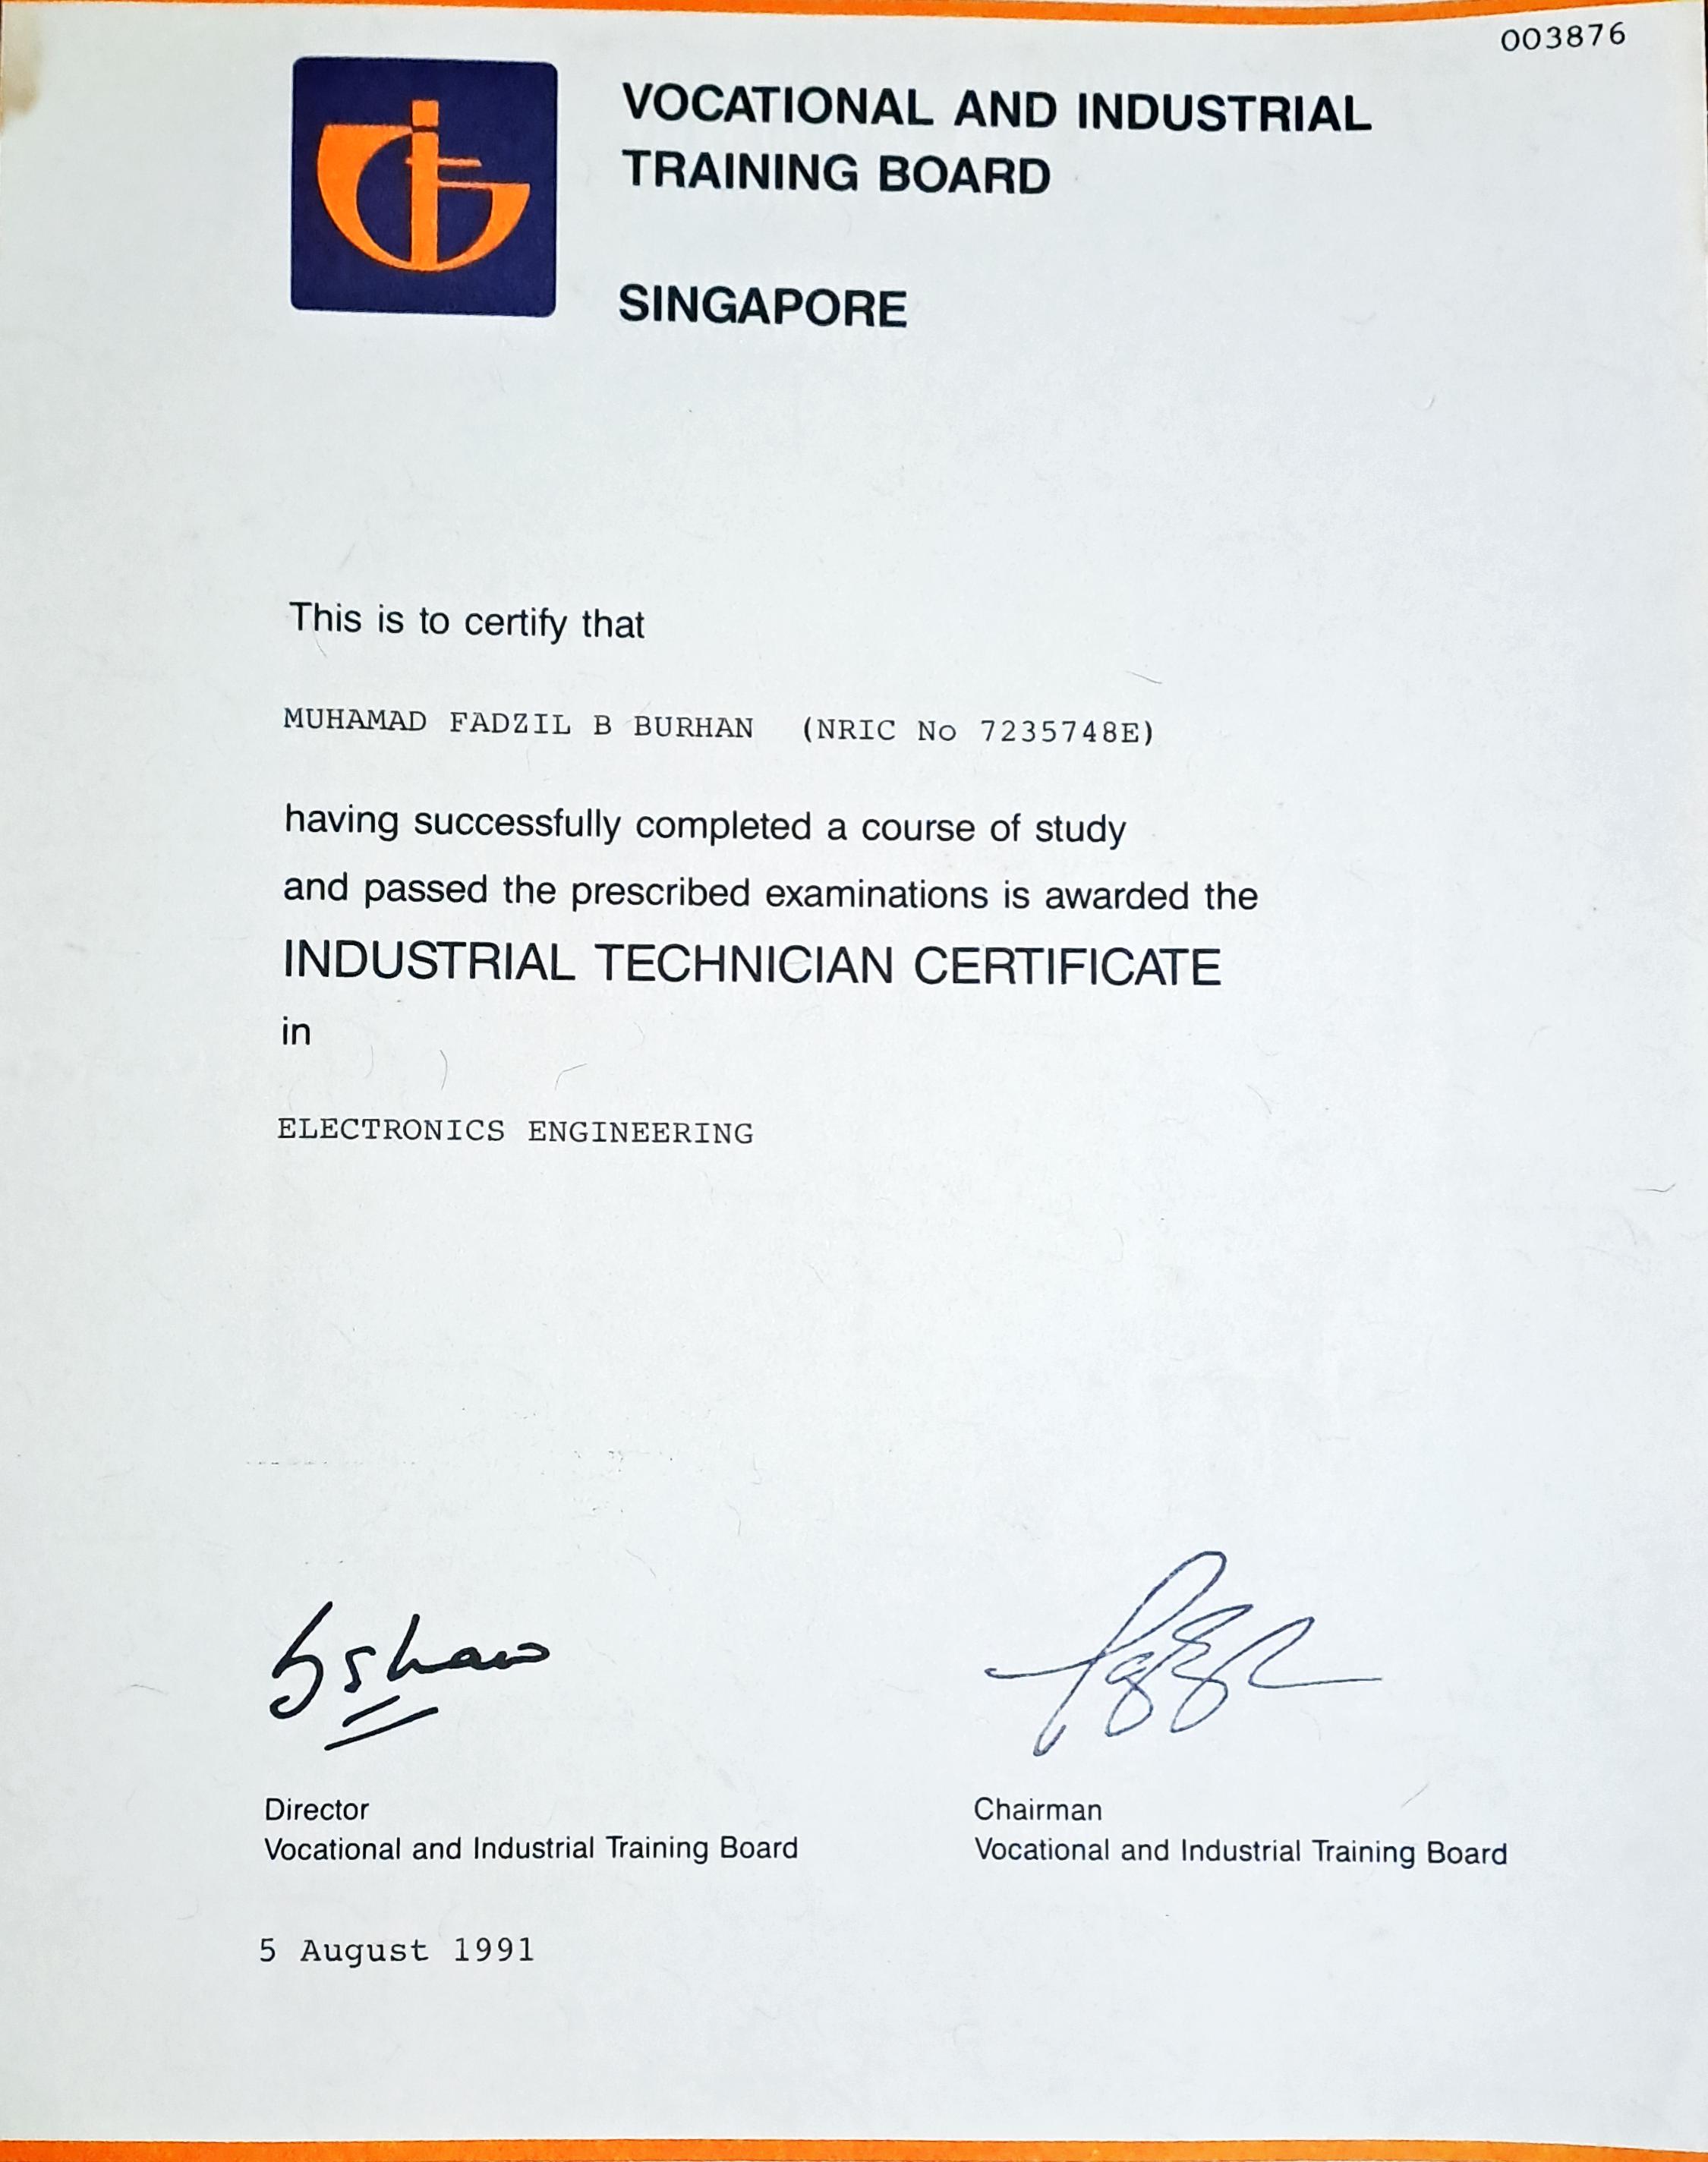 003876
VOCATIONAL AND INDUSTRIAL
TRAINING BOARD
SINGAPORE
This is to certify that
MUHAMAD FADZIL B BURHAN (NRIC No 7235748E)
having successfully completed a course of study
and passed the prescribed examinations is awarded the
INDUSTRIAL TECHNICIAN CERTIFICATE
in
ELECTRONICS ENGINEERING
Director
Vocational and Industrial Training Board
Chairman
Vocational and Industrial Training Board
5 August 1991